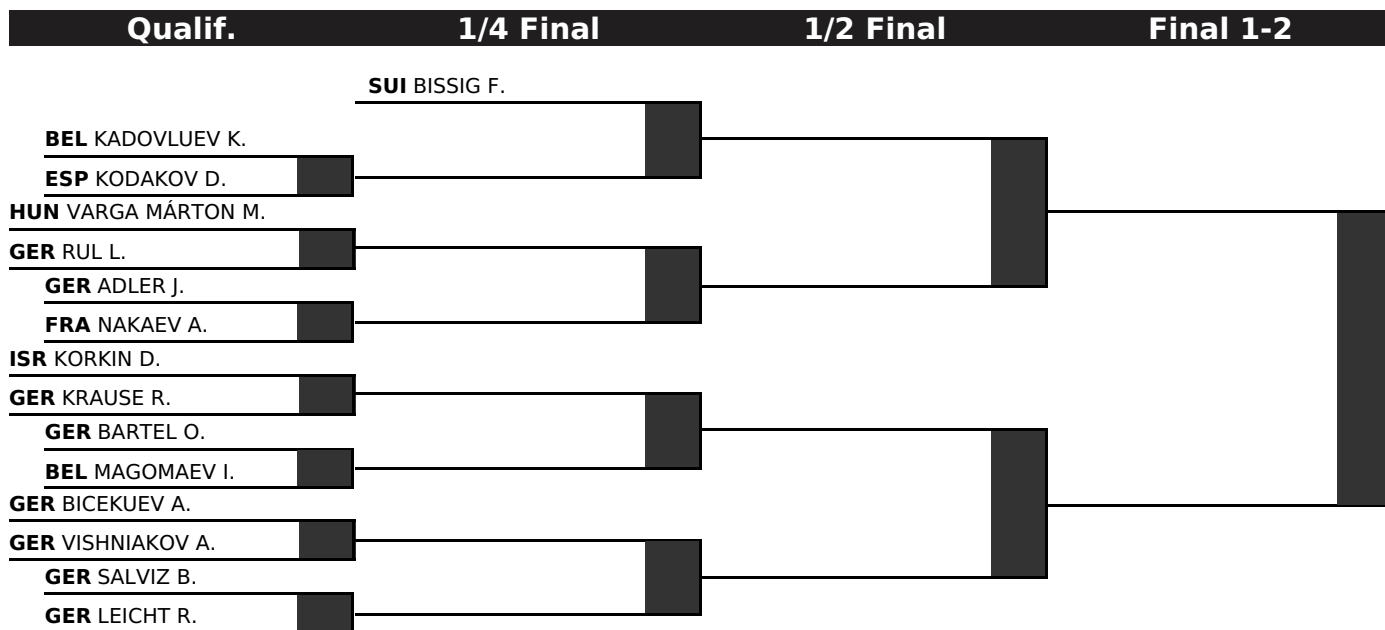 Qualif. 1/4 Final 1/2 Final Final 1-2
SUI BISSIG F.
BEL KADOVLUEV K.
ESP KODAKOV D.
HUN VARGA MÁRTON M.
GER RUL L.
GER ADLER J.
FRA NAKAEV A.
ISR KORKIN D.
GER KRAUSE R.
GER BARTEL O.
BEL MAGOMAEV I.
GER BICEKUEV A.
GER VISHNIAKOV A.
GER SALVIZ B.
GER LEICHT R.